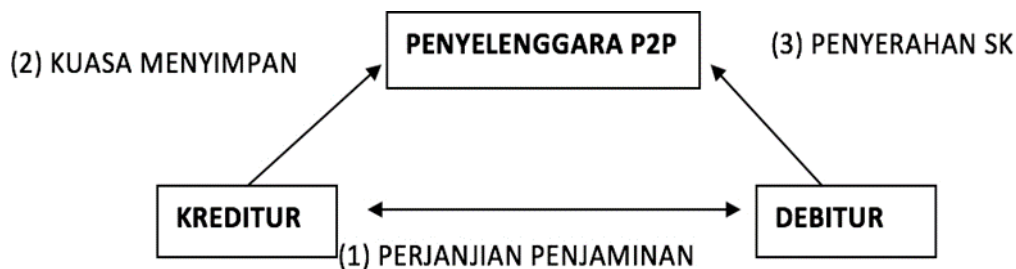 PENYELENGGARA P2P
(2) KUASA MENYIMPAN
(3) PENYERAHAN SK
KREDITUR
DEBITUR
(1) PERJANJIAN PENJAMINAN